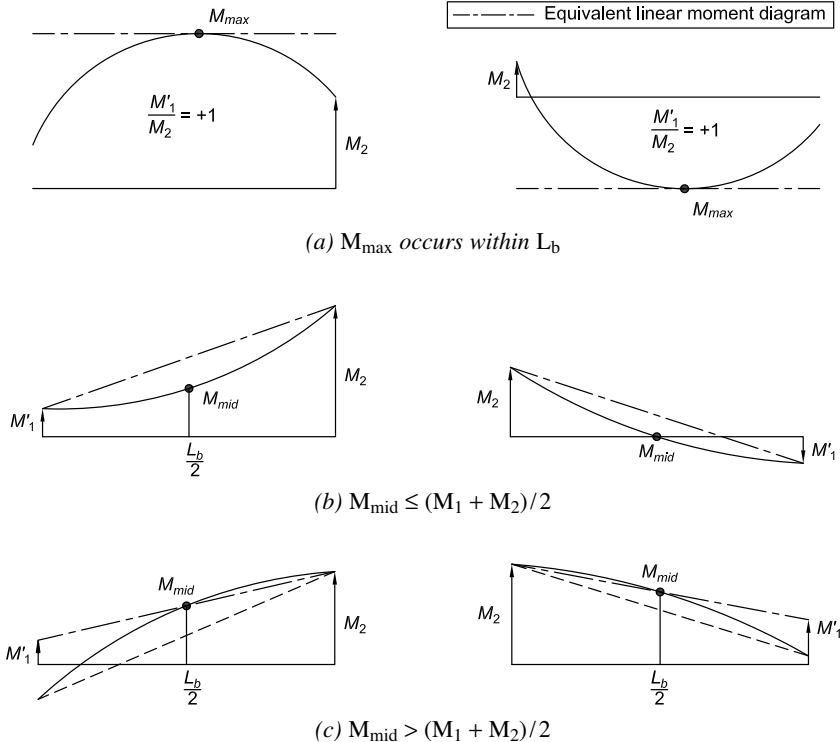 M_max
Equivalent linear moment diagram
M'_1/M_2 = +1
M_2
M_2
M'_1/M_2 = +1
M_max
(a) M_max occurs within L_b
M'_1
M_mid
L_b/2
M_2
M_2
M_mid
M'_1
(b) M_mid ≤ (M_1 + M_2)/2
M'_1
M_mid
L_b/2
M_2
M_2
M_mid
L_b/2
M'_1
(c) M_mid > (M_1 + M_2)/2